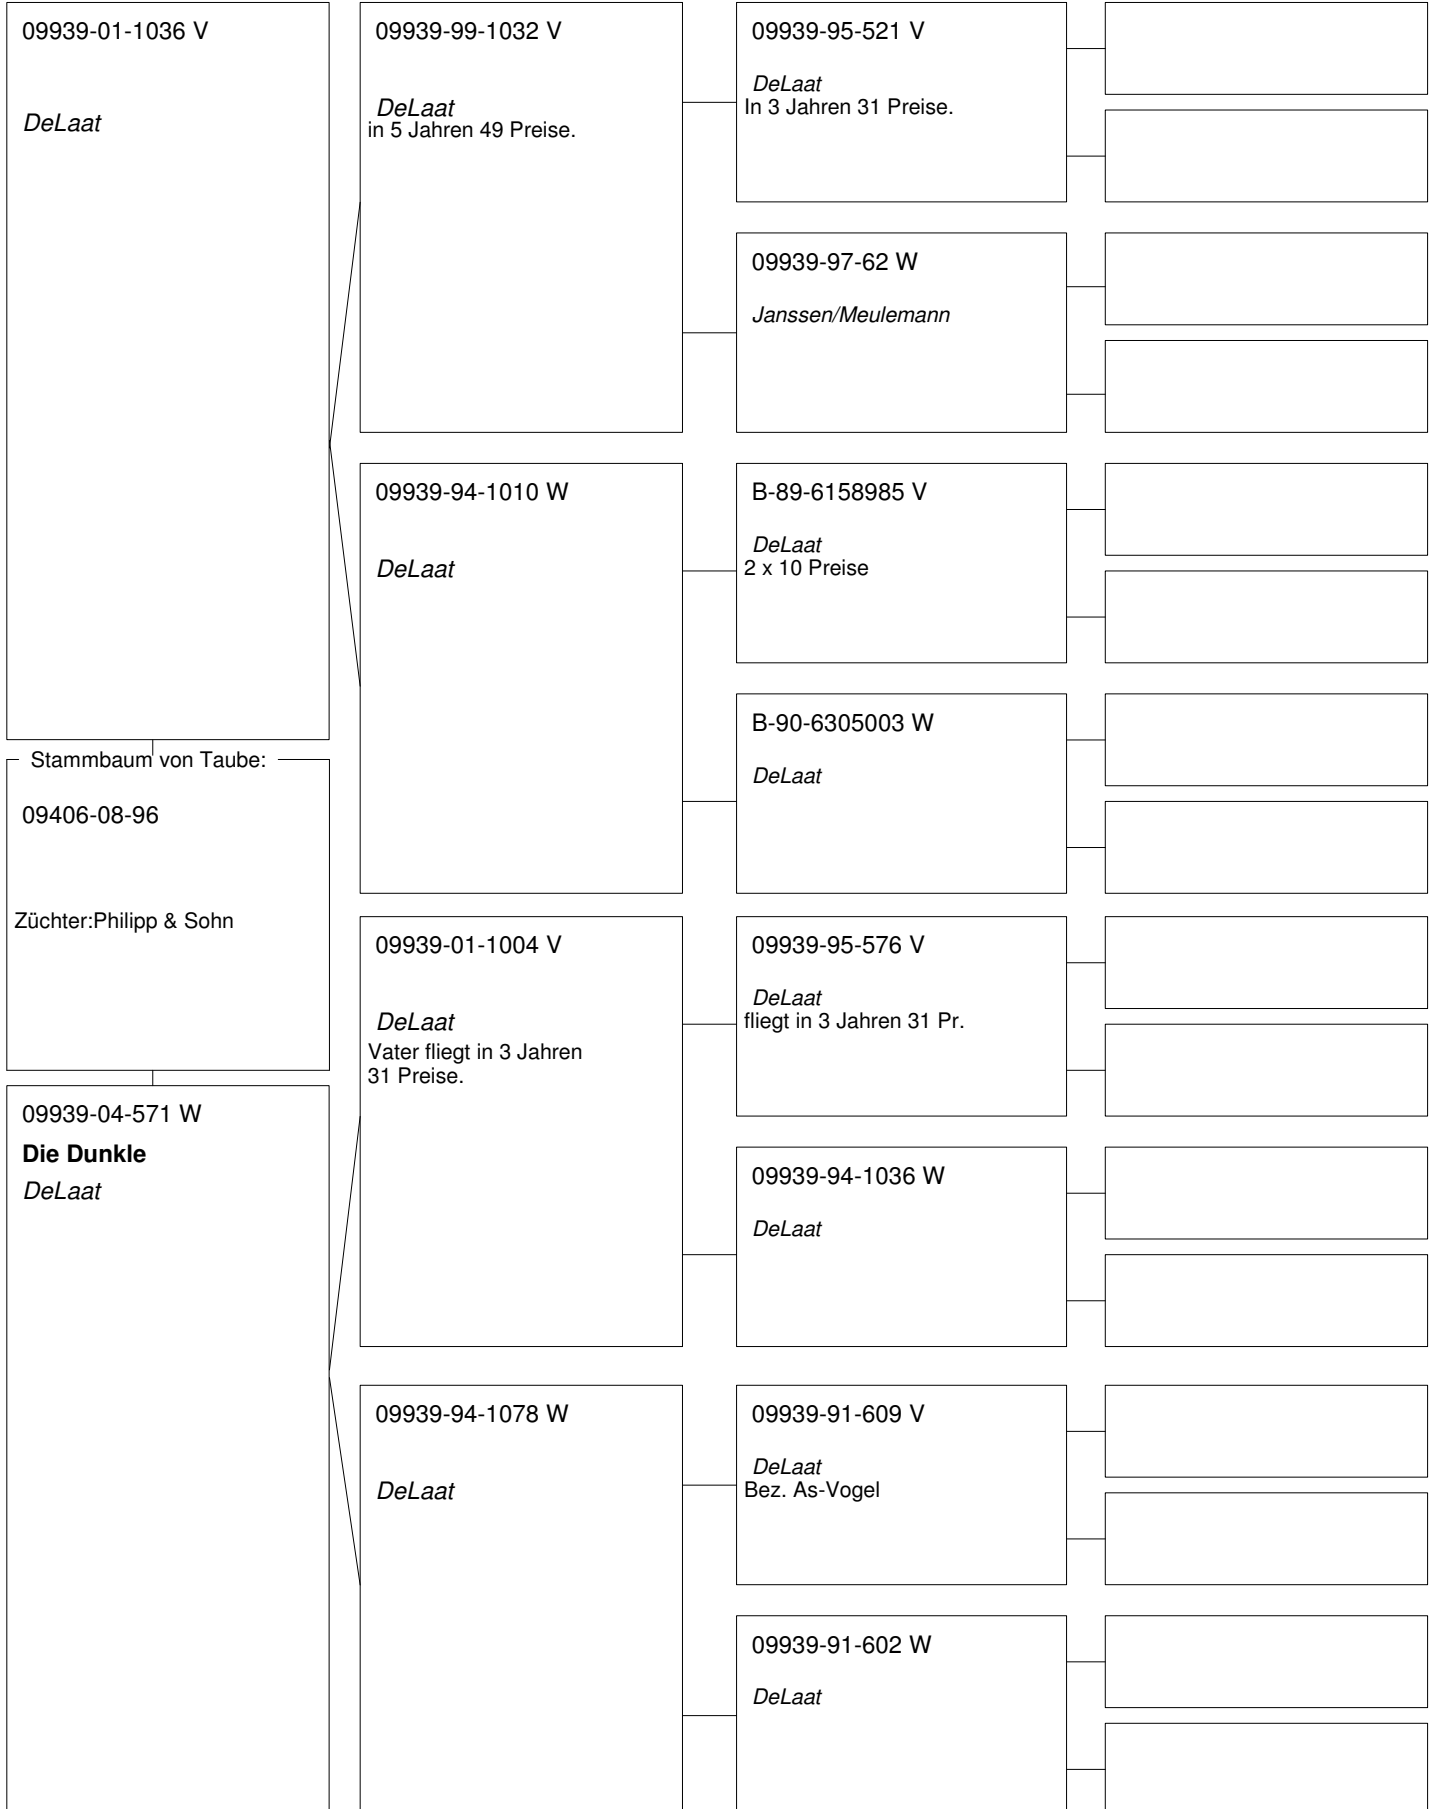 09939-01-1036 V
DeLaat
09939-99-1032 V
DeLaat
in 5 Jahren 49 Preise.
09939-95-521 V
DeLaat
In 3 Jahren 31 Preise.
09939-97-62 W
Janssen/Meulemann
09939-94-1010 W
DeLaat
B-89-6158985 V
DeLaat
2 x 10 Preise
B-90-6305003 W
DeLaat
Stammbaum von Taube:
09406-08-96
Züchter:Philipp & Sohn
09939-04-571 W
Die Dunkle
DeLaat
09939-01-1004 V
DeLaat
Vater fliegt in 3 Jahren
31 Preise.
09939-95-576 V
DeLaat
fliegt in 3 Jahren 31 Pr.
09939-94-1036 W
DeLaat
09939-94-1078 W
DeLaat
09939-91-609 V
DeLaat
Bez. As-Vogel
09939-91-602 W
DeLaat